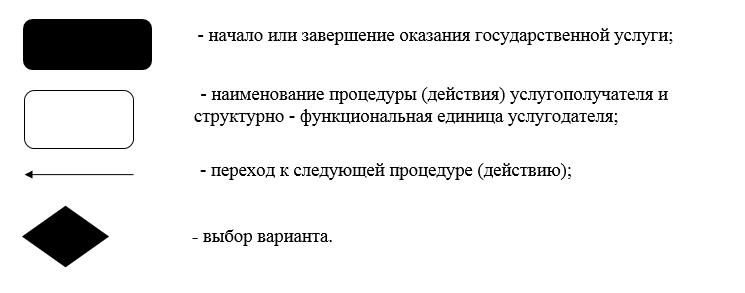 - начало или завершение оказания государственной услуги;
- наименование процедуры (действия) услугополучателя и
структурно - функциональная единица услугодателя;
- переход к следующей процедуре (действию);
- выбор варианта.